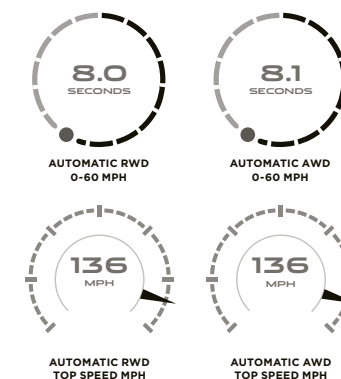 8.0
SECONDS
AUTOMATIC RWD
0-60 MPH
8.1
SECONDS
AUTOMATIC AWD
0-60 MPH
136
MPH
AUTOMATIC RWD
TOP SPEED MPH
136
MPH
AUTOMATIC AWD
TOP SPEED MPH